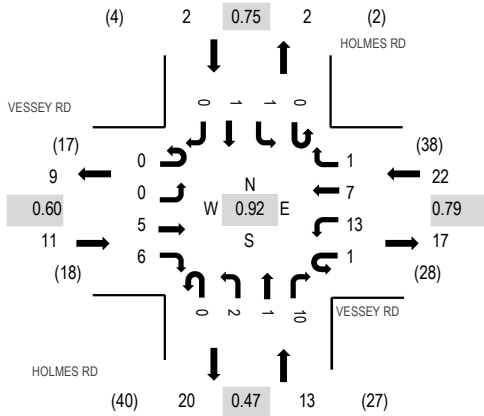 (4) 2 0.75 2 (2)
HOLMES RD
VESSEY RD
0 1 1 0
(17) 0 1 (38)
9 0 N 7 22
0.60 W 0.92 E 0.79
11 5 S 13 17
(18) 6 1 (28)
0 2 1 10
VESSEY RD
HOLMES RD
(40) 20 0.47 13 (27)